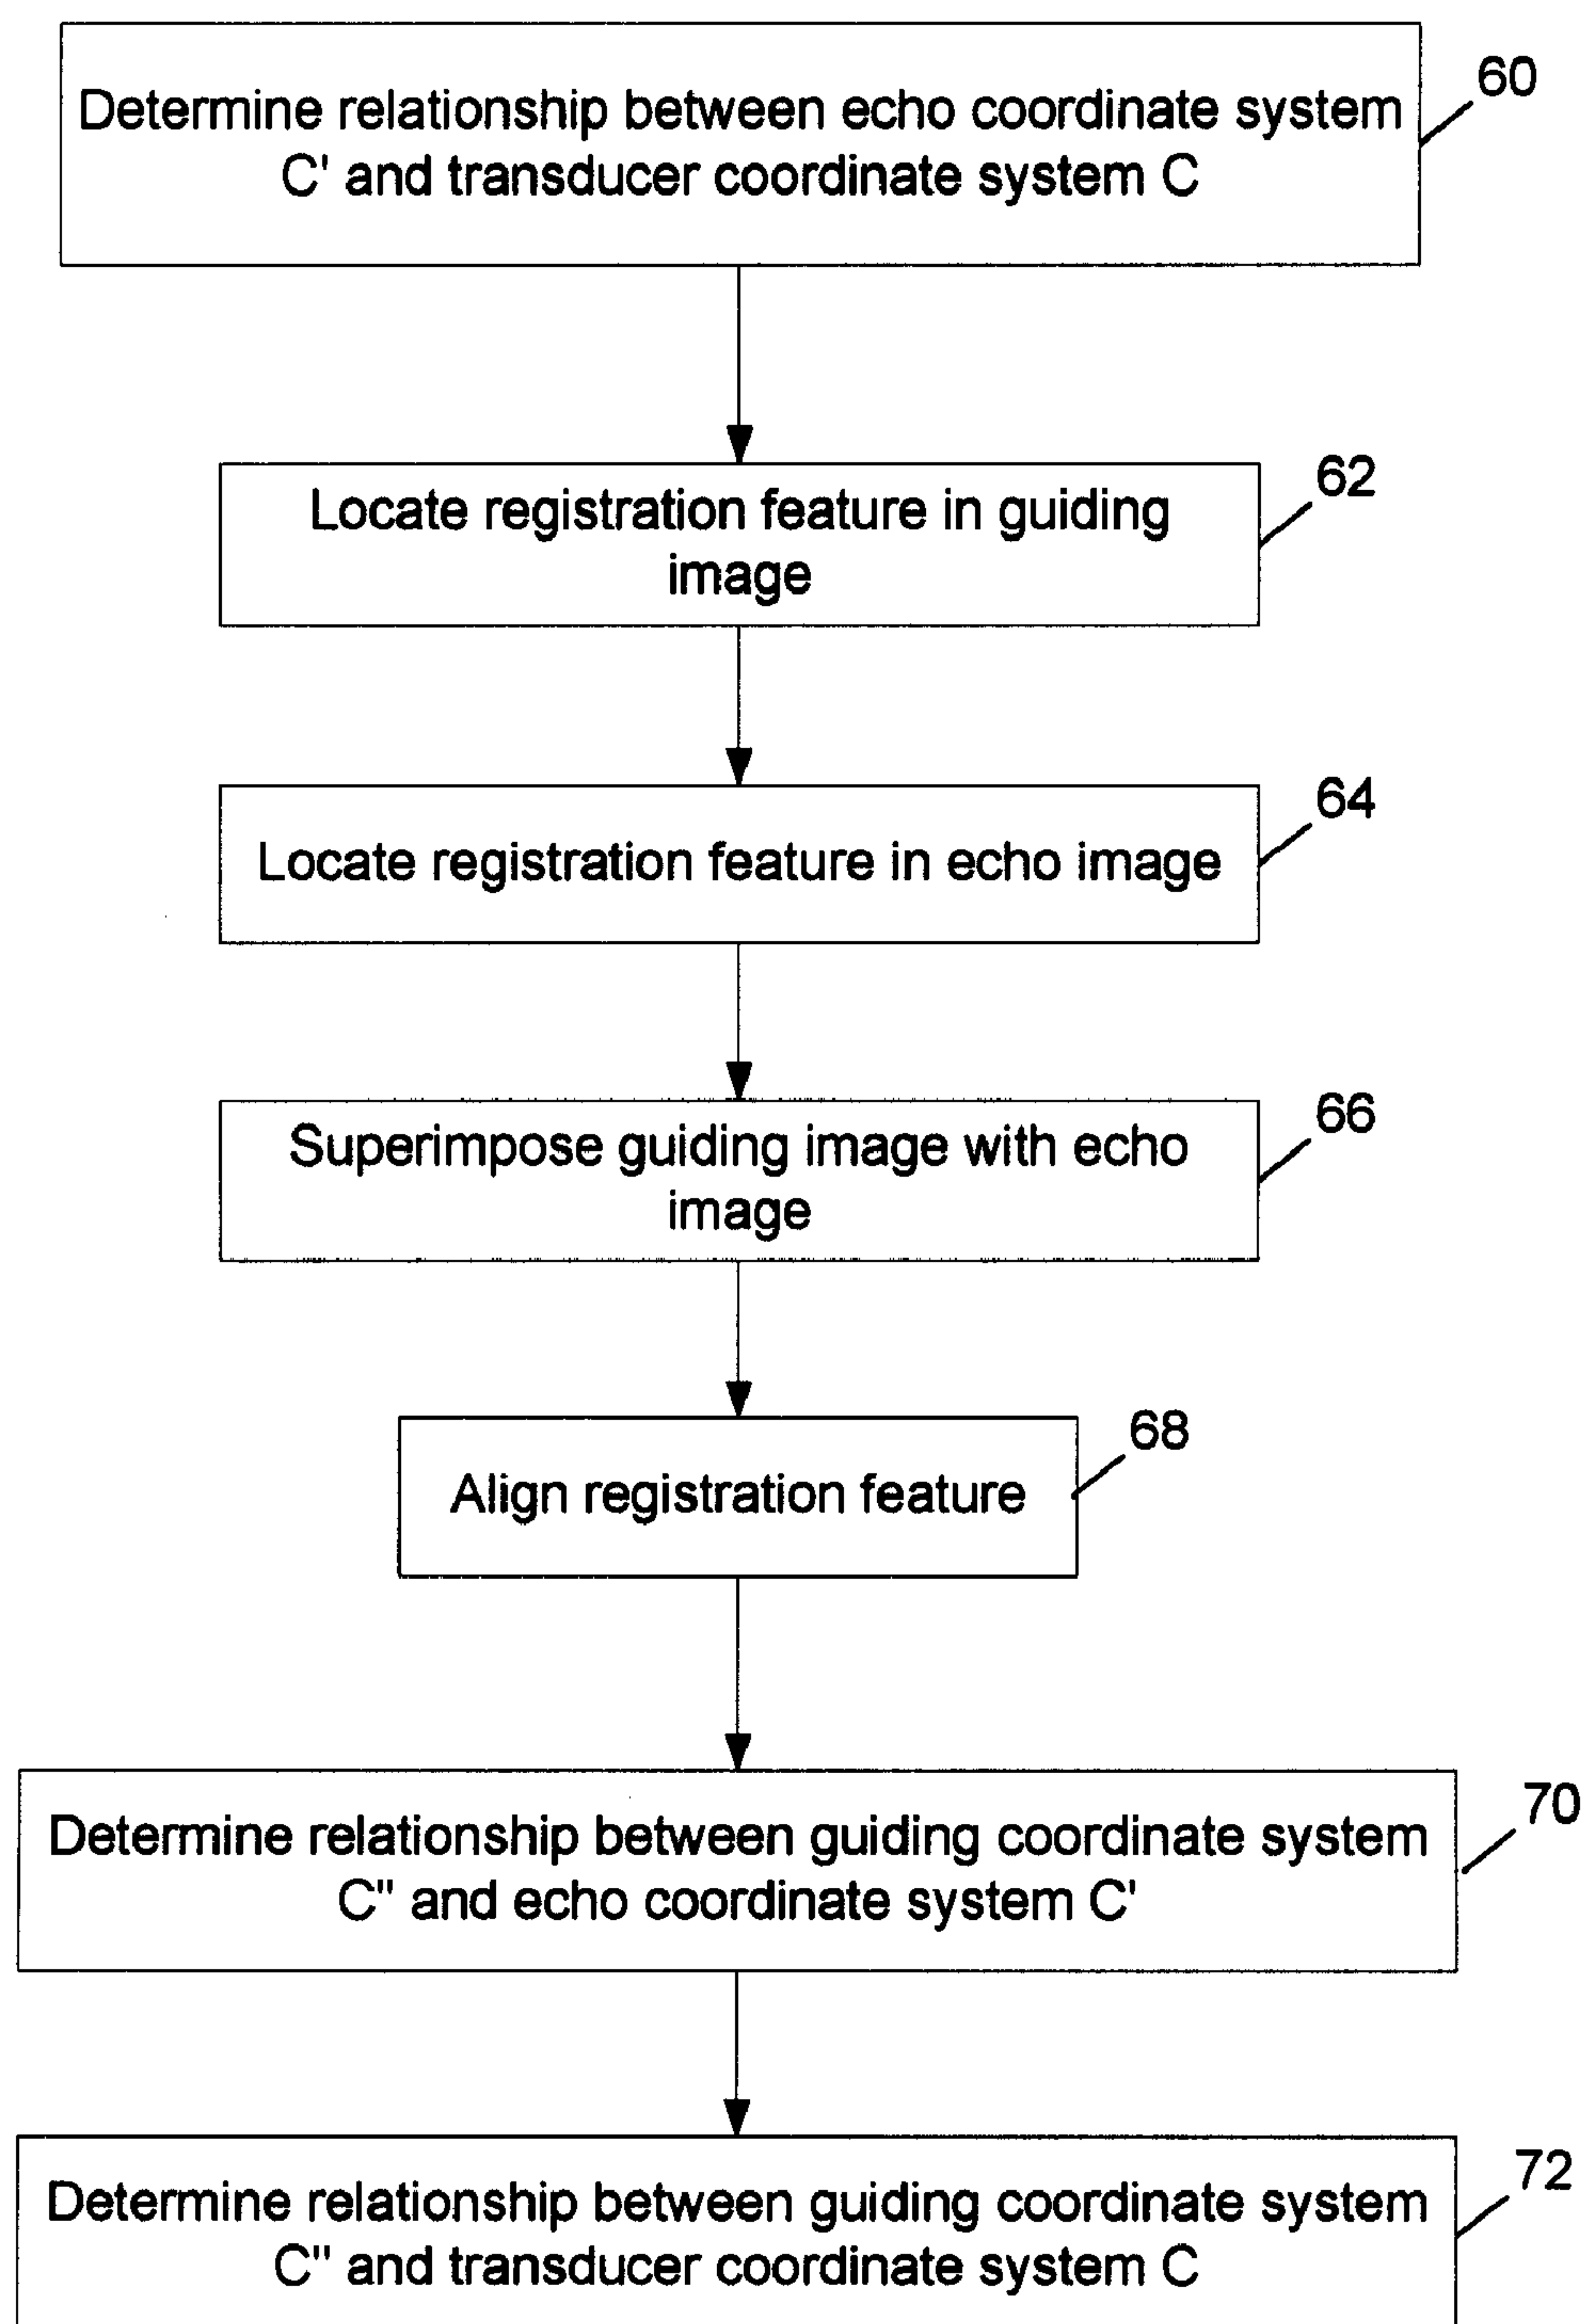 Determine relationship between echo coordinate system
C' and transducer coordinate system C
60
Locate registration feature in guiding
image
62
Locate registration feature in echo image
64
Superimpose guiding image with echo
image
66
Align registration feature
68
Determine relationship between guiding coordinate system
C" and echo coordinate system C'
70
Determine relationship between guiding coordinate system
C" and transducer coordinate system C
72